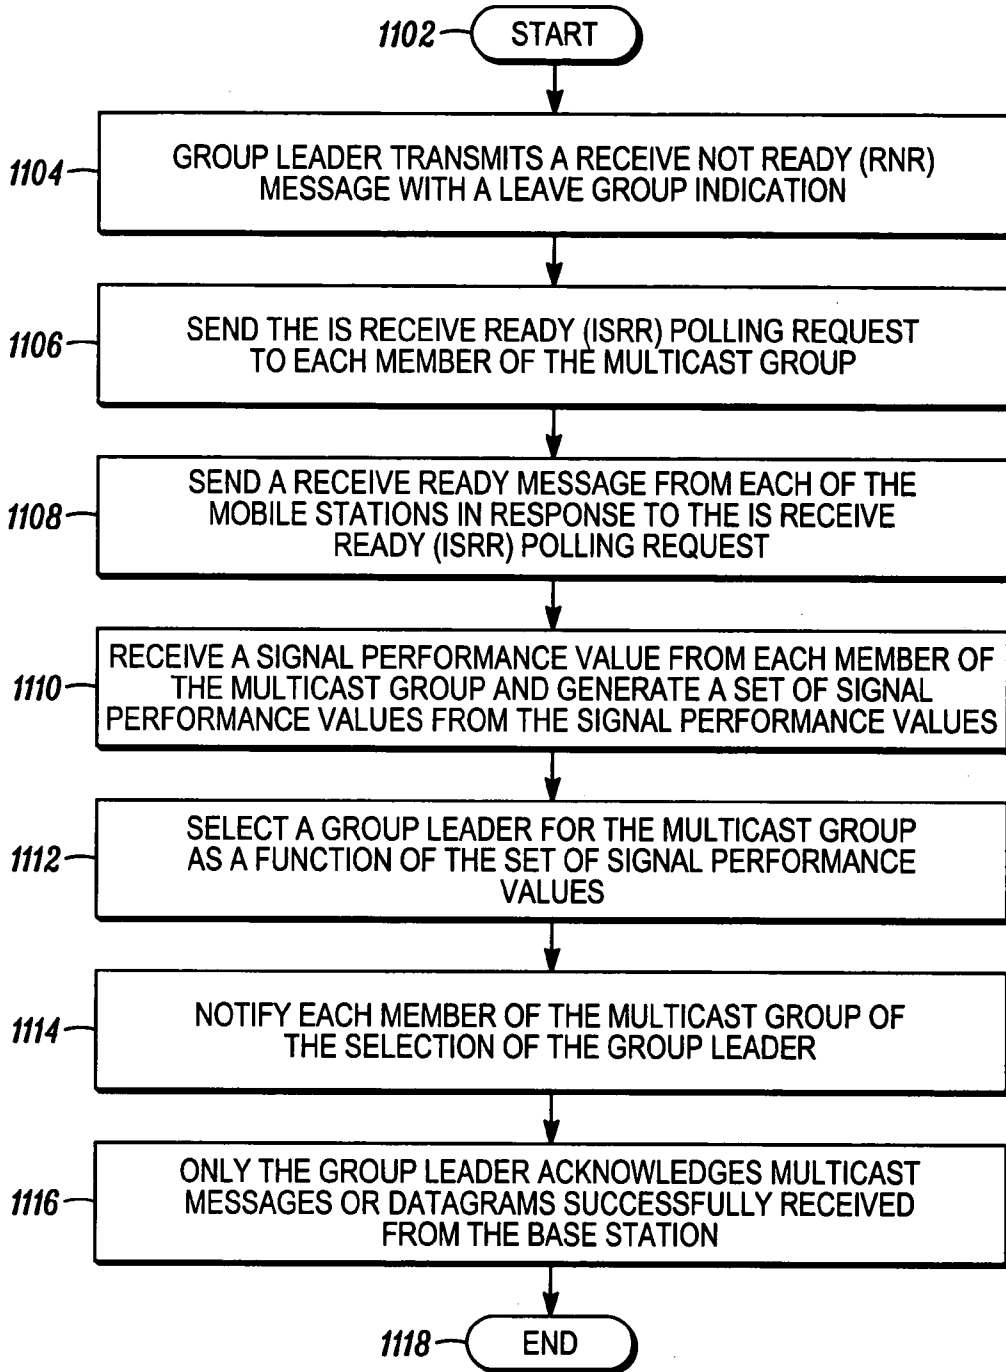 1102 START
1104 GROUP LEADER TRANSMITS A RECEIVE NOT READY (RNR)
MESSAGE WITH A LEAVE GROUP INDICATION
1106 SEND THE IS RECEIVE READY (ISRR) POLLING REQUEST
TO EACH MEMBER OF THE MULTICAST GROUP
1108 SEND A RECEIVE READY MESSAGE FROM EACH OF THE
MOBILE STATIONS IN RESPONSE TO THE IS RECEIVE
READY (ISRR) POLLING REQUEST
1110 RECEIVE A SIGNAL PERFORMANCE VALUE FROM EACH MEMBER OF
THE MULTICAST GROUP AND GENERATE A SET OF SIGNAL
PERFORMANCE VALUES FROM THE SIGNAL PERFORMANCE VALUES
1112 SELECT A GROUP LEADER FOR THE MULTICAST GROUP
AS A FUNCTION OF THE SET OF SIGNAL PERFORMANCE
VALUES
1114 NOTIFY EACH MEMBER OF THE MULTICAST GROUP OF
THE SELECTION OF THE GROUP LEADER
1116 ONLY THE GROUP LEADER ACKNOWLEDGES MULTICAST
MESSAGES OR DATAGRAMS SUCCESSFULLY RECEIVED
FROM THE BASE STATION
1118 END